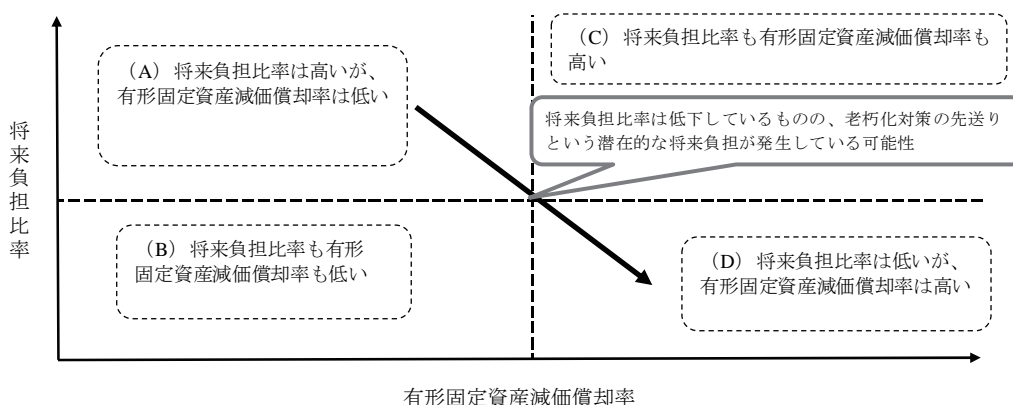 （A）将来負担比率は高いが、
有形固定資産減価償却率は低い
（C）将来負担比率も有形固定資産減価償却率も
高い
将来負担比率は低下しているものの、老朽化対策の先送り
という潜在的な将来負担が発生している可能性
将来負担比率
（B）将来負担比率も有形
固定資産減価償却率も低い
（D）将来負担比率は低いが、
有形固定資産減価償却率は高い
有形固定資産減価償却率